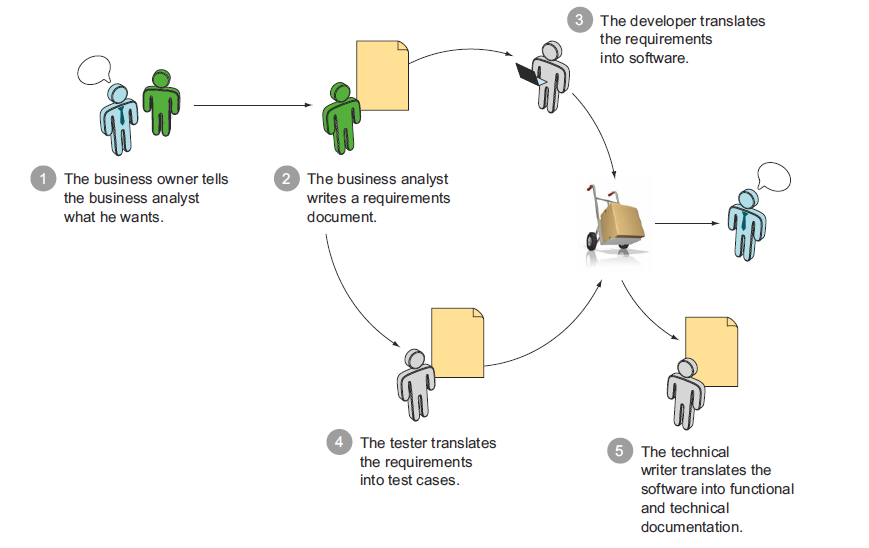 1
The business owner tells
the business analyst
what he wants.
2
The business analyst
writes a requirements
document.
3
The developer translates
the requirements
into software.
4
The tester translates
the requirements
into test cases.
5
The technical
writer translates the
software into functional
and technical
documentation.